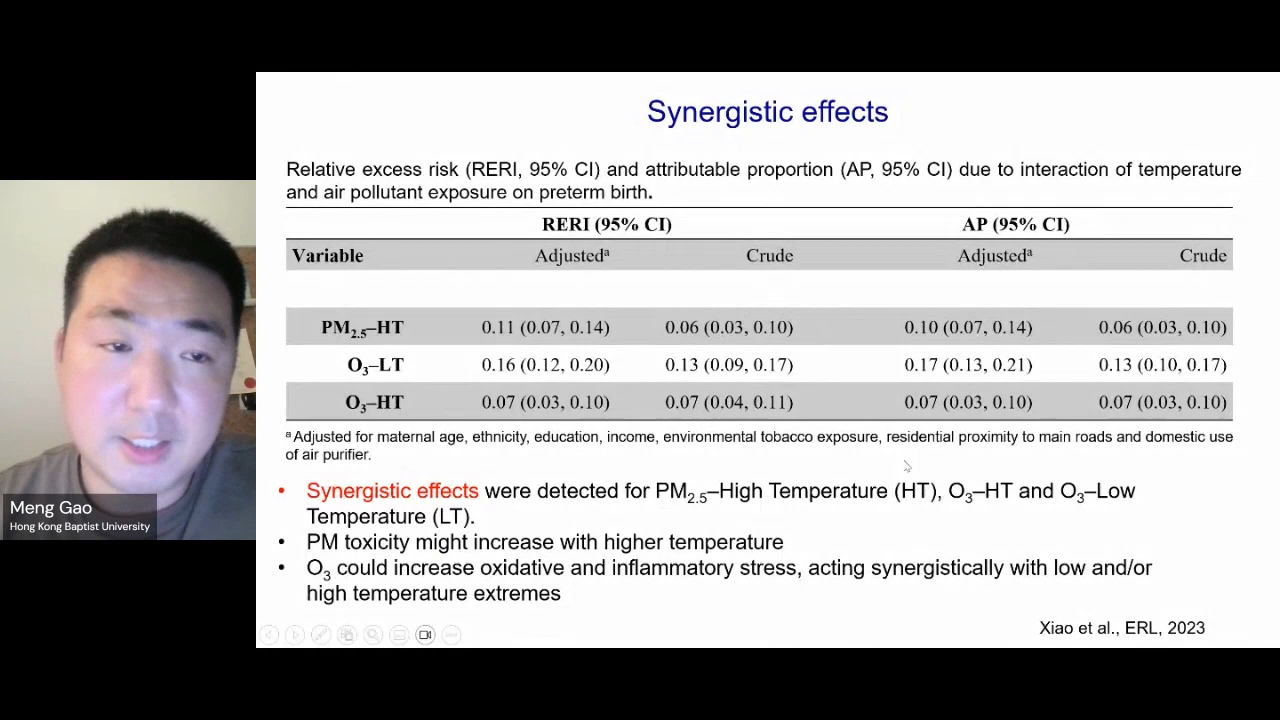 Synergistic effects
Relative excess risk (RERI, 95% CI) and attributable proportion (AP, 95% CI) due to interaction of temperature
and air pollutant exposure on preterm birth.
RERI (95% CI) AP (95% CI)
Variable Adjustedᵃ Crude Adjustedᵃ Crude
PM₂.₅–HT 0.11 (0.07, 0.14) 0.06 (0.03, 0.10) 0.10 (0.07, 0.14) 0.06 (0.03, 0.10)
O₃–LT 0.16 (0.12, 0.20) 0.13 (0.09, 0.17) 0.17 (0.13, 0.21) 0.13 (0.10, 0.17)
O₃–HT 0.07 (0.03, 0.10) 0.07 (0.04, 0.11) 0.07 (0.03, 0.10) 0.07 (0.03, 0.10)
ᵃ Adjusted for maternal age, ethnicity, education, income, environmental tobacco exposure, residential proximity to main roads and domestic use
of air purifier.
• Synergistic effects were detected for PM₂.₅–High Temperature (HT), O₃–HT and O₃–Low
Temperature (LT).
• PM toxicity might increase with higher temperature
• O₃ could increase oxidative and inflammatory stress, acting synergistically with low and/or
high temperature extremes
Xiao et al., ERL, 2023
Meng Gao
Hong Kong Baptist University